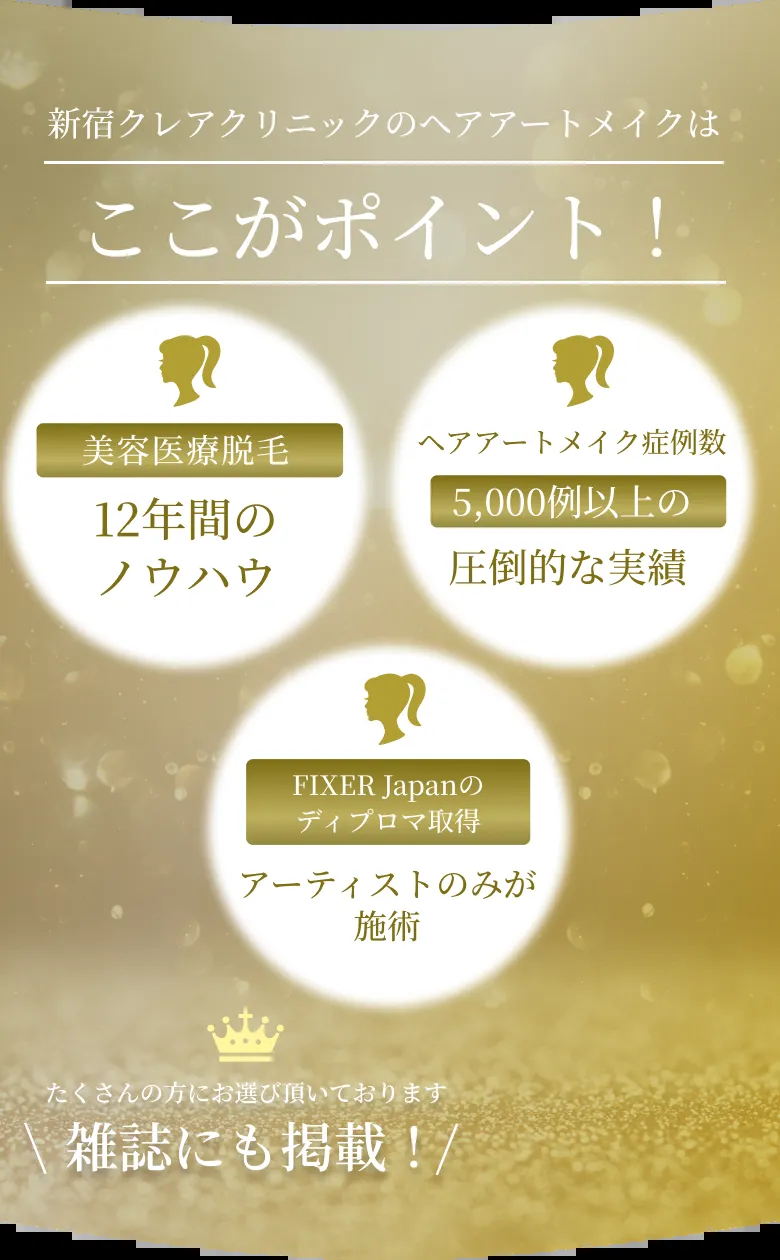 新宿クレアクリニックのヘアアートメイクは
ここがポイント！
美容医療脱毛
12年間の
ノウハウ
ヘアアートメイク症例数
5,000例以上の
圧倒的な実績
FIXER Japanの
ディプロマ取得
アーティストのみが
施術
たくさんの方にお選び頂いております
\ 雑誌にも掲載！/